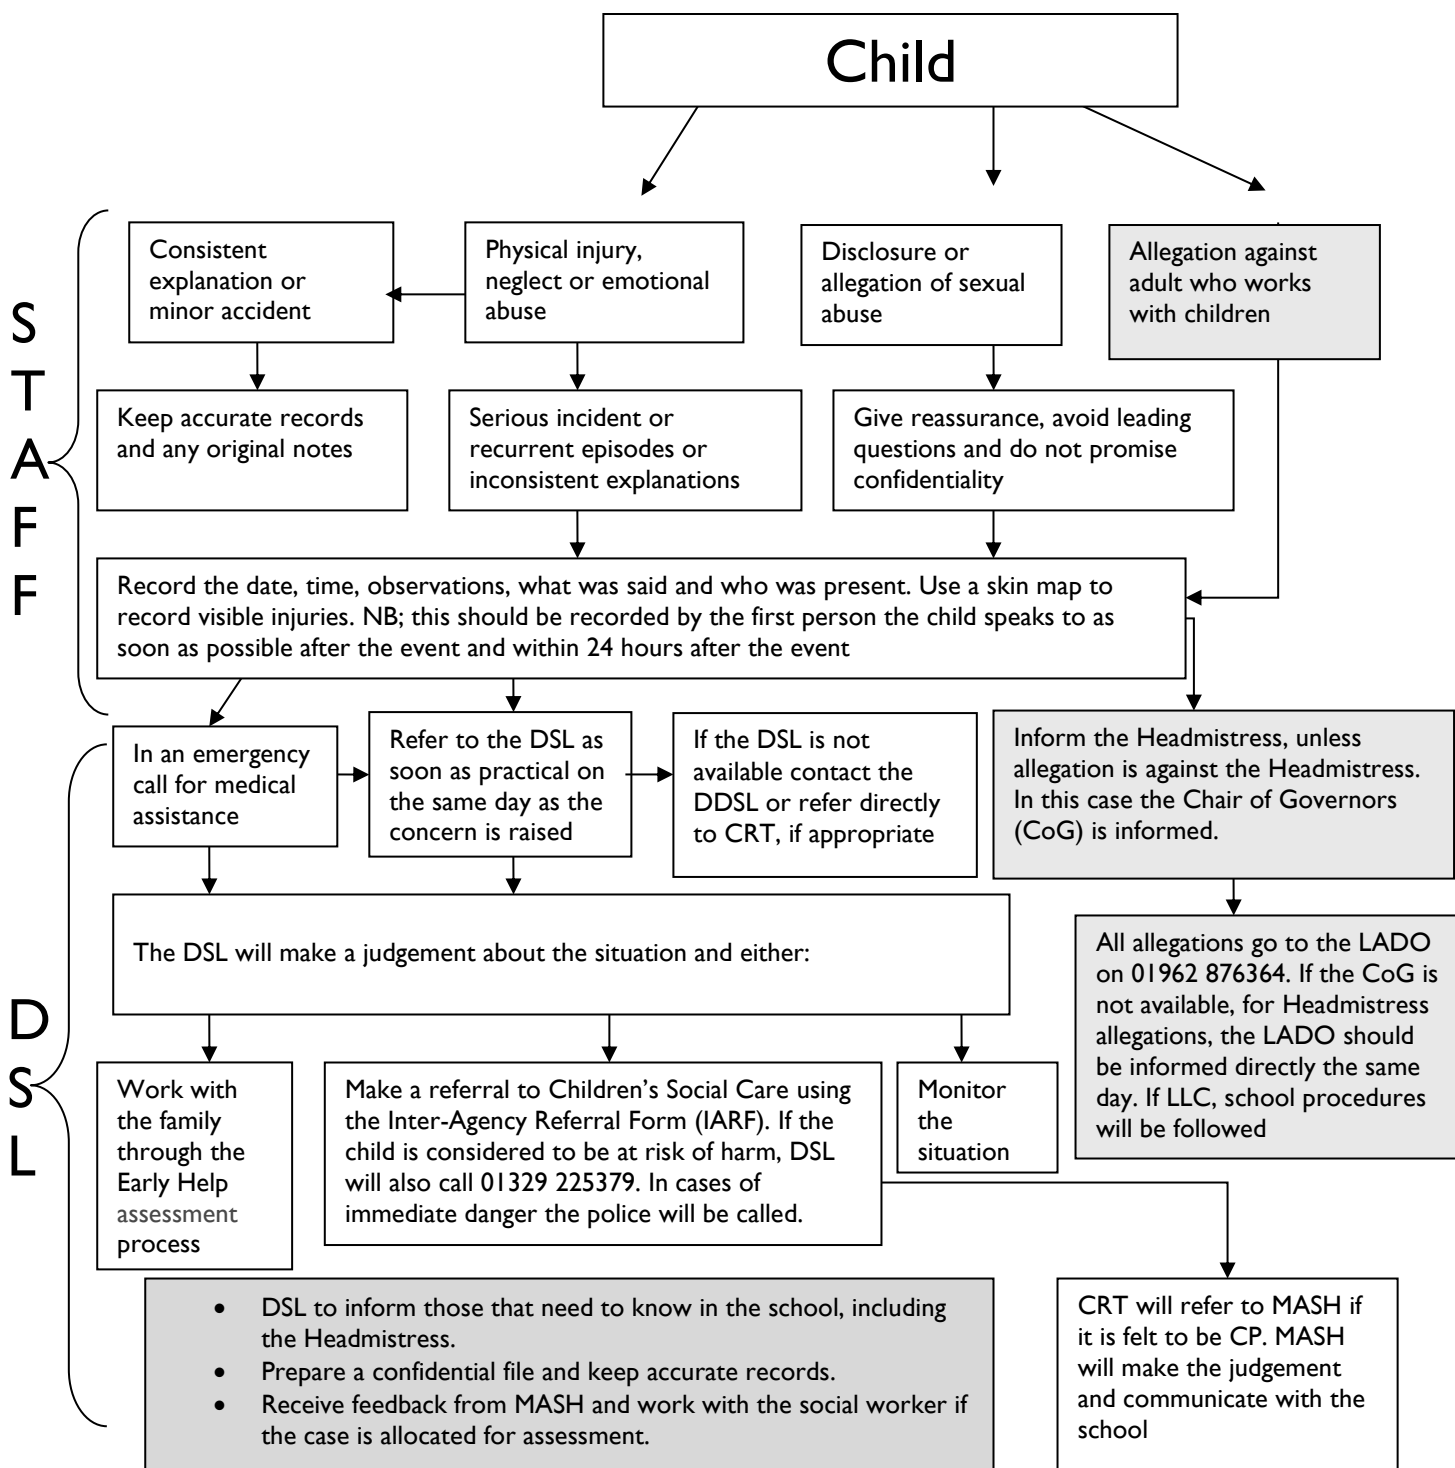 Child
Consistent
explanation or
minor accident
Physical injury,
neglect or emotional
abuse
Disclosure or
allegation of sexual
abuse
Allegation against
adult who works
with children
S
T
A
F
F
Keep accurate records
and any original notes
Serious incident or
recurrent episodes or
inconsistent explanations
Give reassurance, avoid leading
questions and do not promise
confidentiality
Record the date, time, observations, what was said and who was present. Use a skin map to
record visible injuries. NB; this should be recorded by the first person the child speaks to as
soon as possible after the event and within 24 hours after the event
In an emergency
call for medical
assistance
Refer to the DSL as
soon as practical on
the same day as the
concern is raised
If the DSL is not
available contact the
DDSL or refer directly
to CRT, if appropriate
Inform the Headmistress, unless
allegation is against the Headmistress.
In this case the Chair of Governors
(CoG) is informed.
The DSL will make a judgement about the situation and either:
All allegations go to the LADO
on 01962 876364. If the CoG is
not available, for Headmistress
allegations, the LADO should
be informed directly the same
day. If LLC, school procedures
will be followed
D
S
L
Work with
the family
through the
Early Help
assessment
process
Make a referral to Children’s Social Care using
the Inter-Agency Referral Form (IARF). If the
child is considered to be at risk of harm, DSL
will also call 01329 225379. In cases of
immediate danger the police will be called.
Monitor
the
situation
• DSL to inform those that need to know in the school, including
the Headmistress.
• Prepare a confidential file and keep accurate records.
• Receive feedback from MASH and work with the social worker if
the case is allocated for assessment.
CRT will refer to MASH if
it is felt to be CP. MASH
will make the judgement
and communicate with the
school